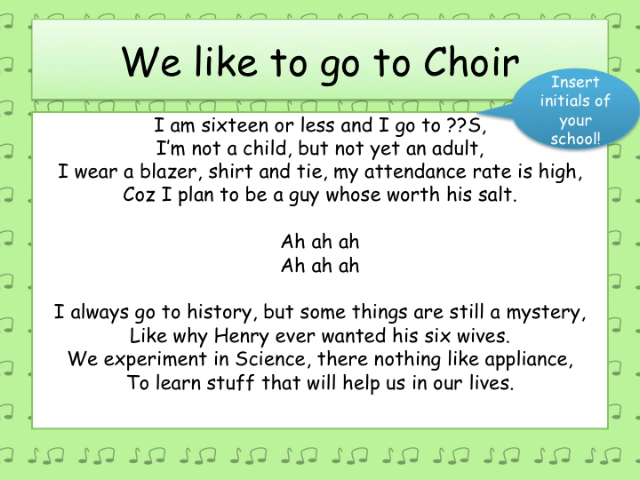 We like to go to Choir
Insert
initials of
your
school!
I am sixteen or less and I go to ??S,
I'm not a child, but not yet an adult,
I wear a blazer, shirt and tie, my attendance rate is high,
Coz I plan to be a guy whose worth his salt.
Ah ah ah
Ah ah ah
I always go to history, but some things are still a mystery,
Like why Henry ever wanted his six wives.
We experiment in Science, there nothing like appliance,
To learn stuff that will help us in our lives.